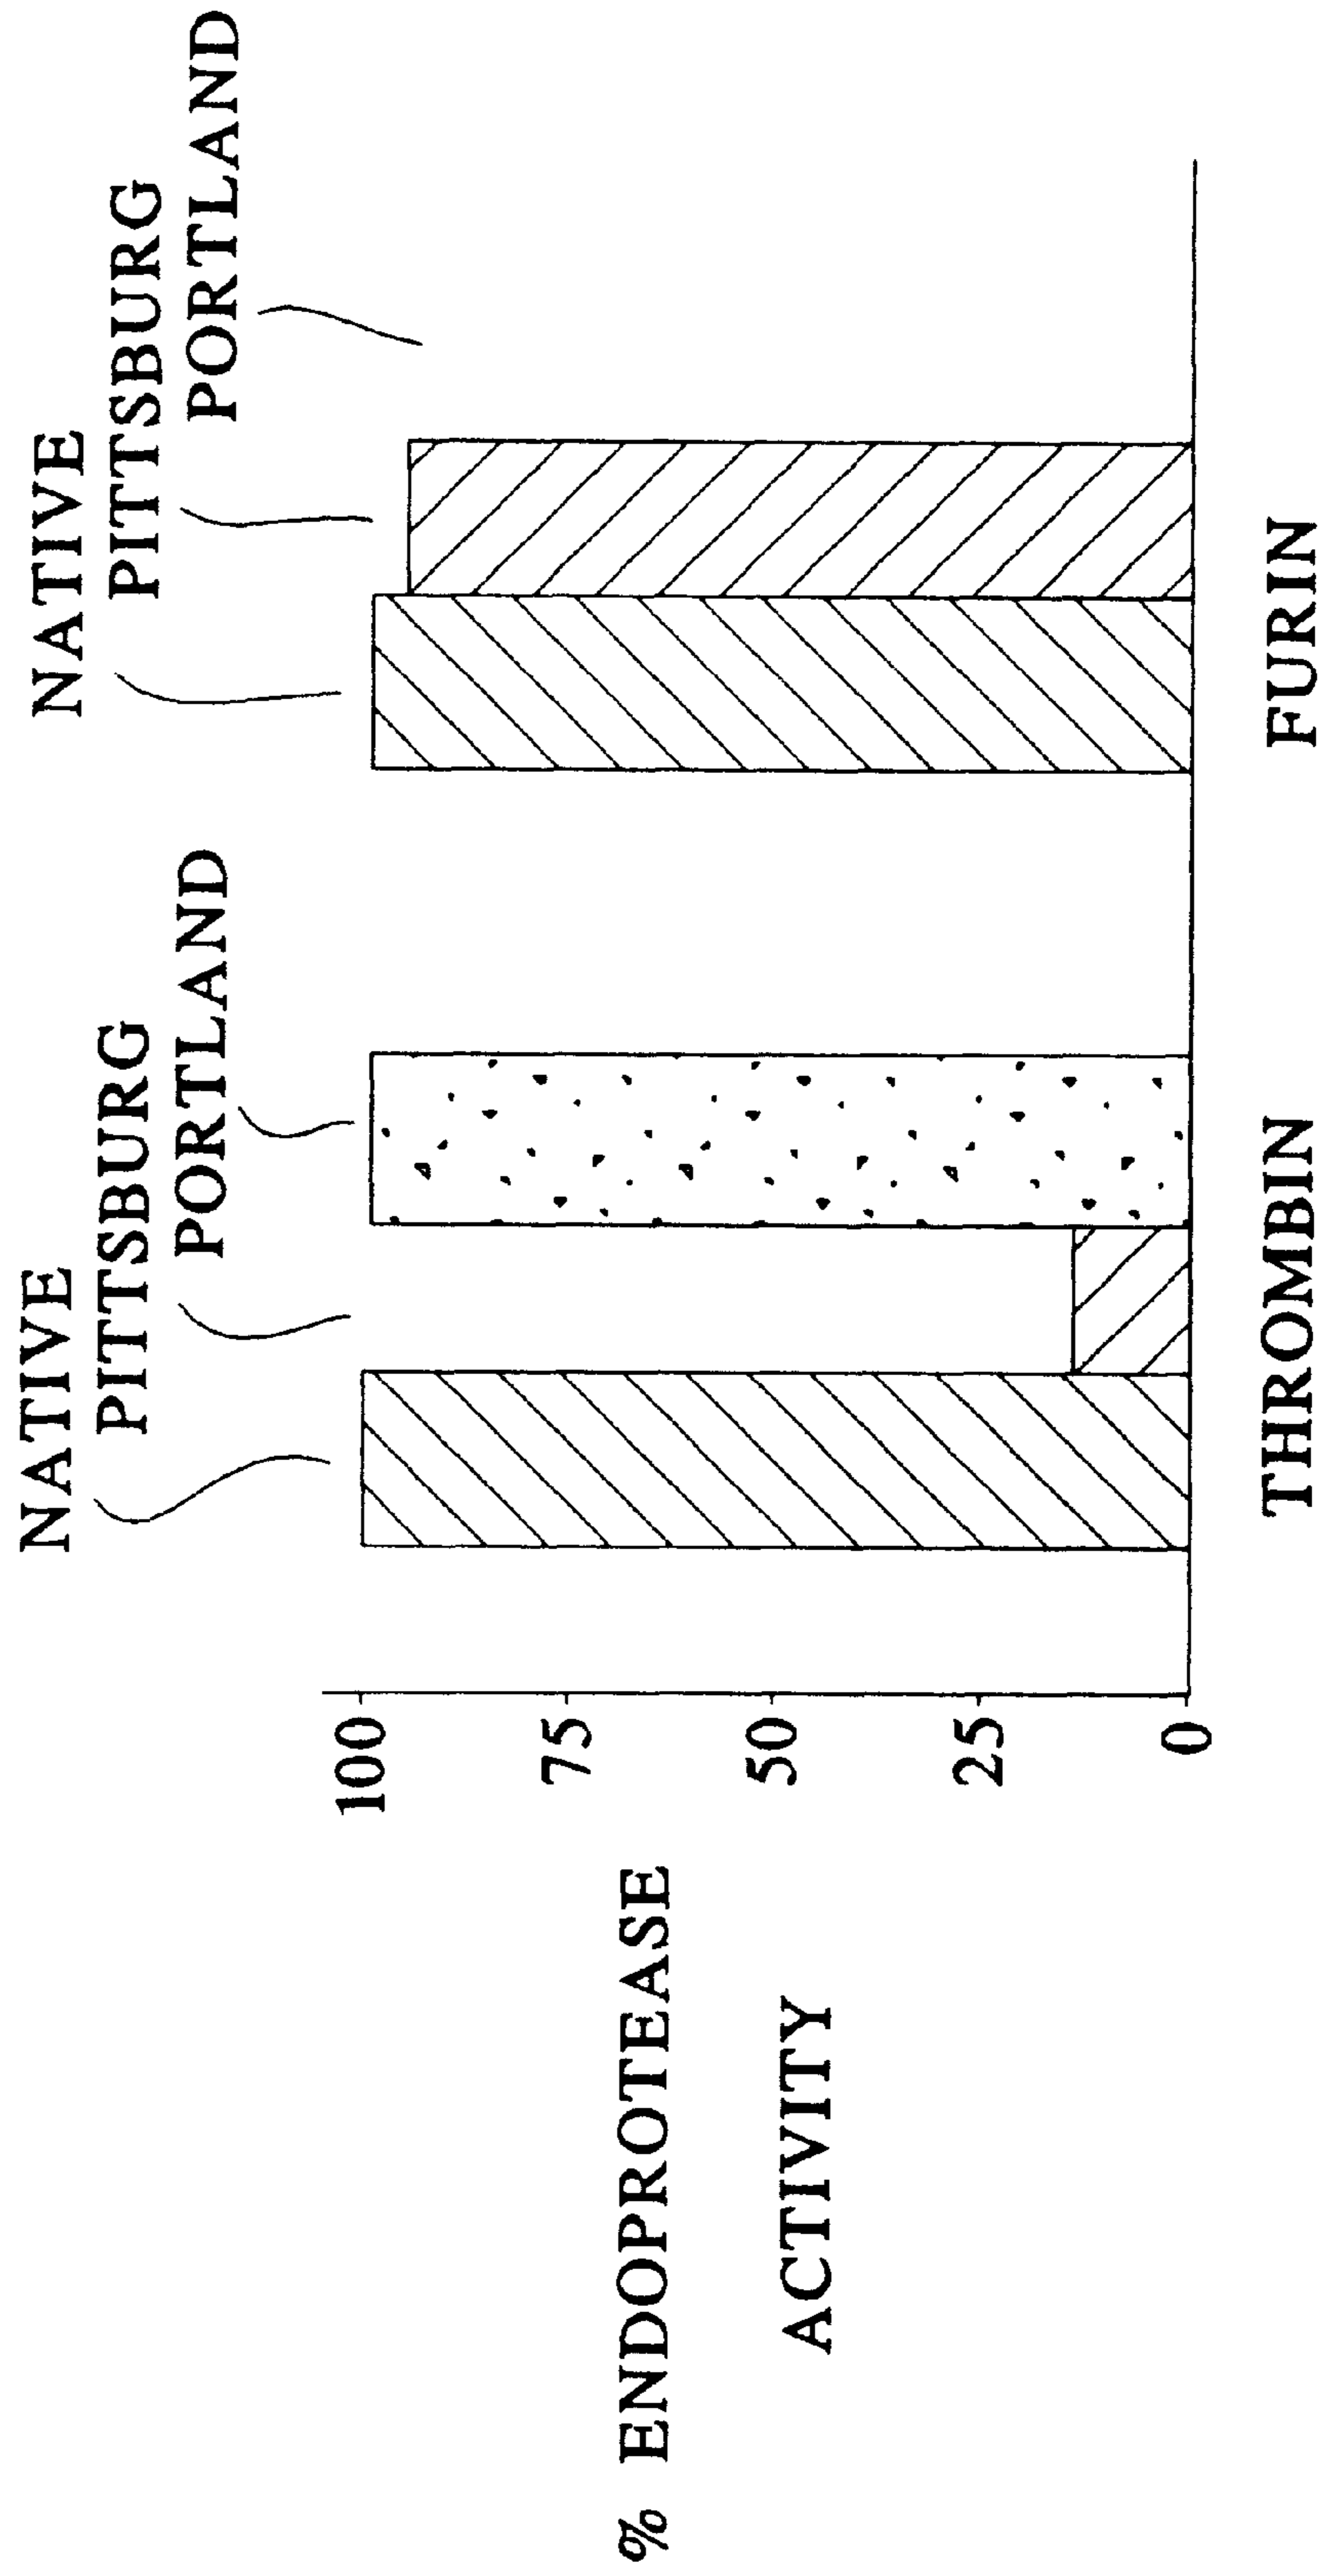 NATIVE
PITTSBURG
PORTLAND
NATIVE
PITTSBURG
PORTLAND
100
75
50
25
0
% ENDOPROTEASE
ACTIVITY
THROMBIN
FURIN